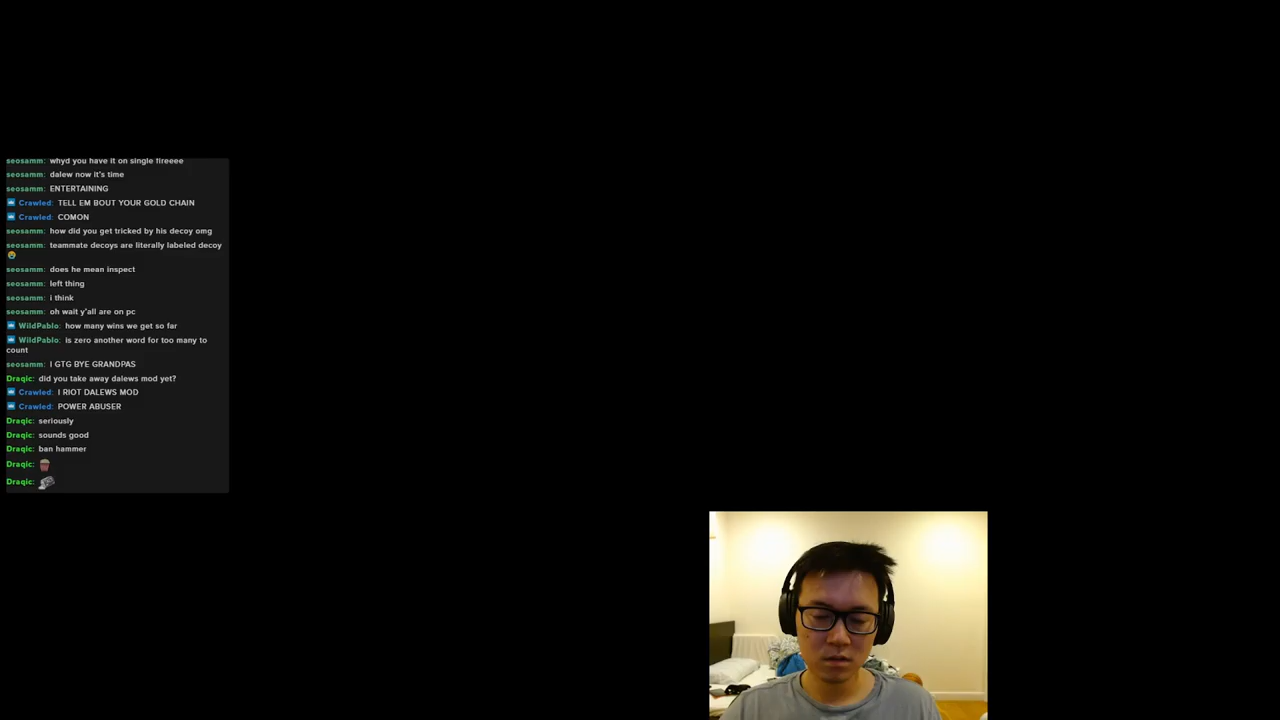 seosamm: whyd you have it on single fireeee
seosamm: dalew now it's time
seosamm: ENTERTAINING
Crawled: TELL EM BOUT YOUR GOLD CHAIN
Crawled: COMON
seosamm: how did you get tricked by his decoy omg
seosamm: teammate decoys are literally labeled decoy
seosamm: does he mean inspect
seosamm: left thing
seosamm: i think
seosamm: oh wait y'all are on pc
WildPablo: how many wins we get so far
WildPablo: is zero another word for too many to
count
seosamm: I GTG BYE GRANDPAS
Draqic: did you take away dalews mod yet?
Crawled: I RIOT DALEWS MOD
Crawled: POWER ABUSER
Draqic: seriously
Draqic: sounds good
Draqic: ban hammer
Draqic:
Draqic: